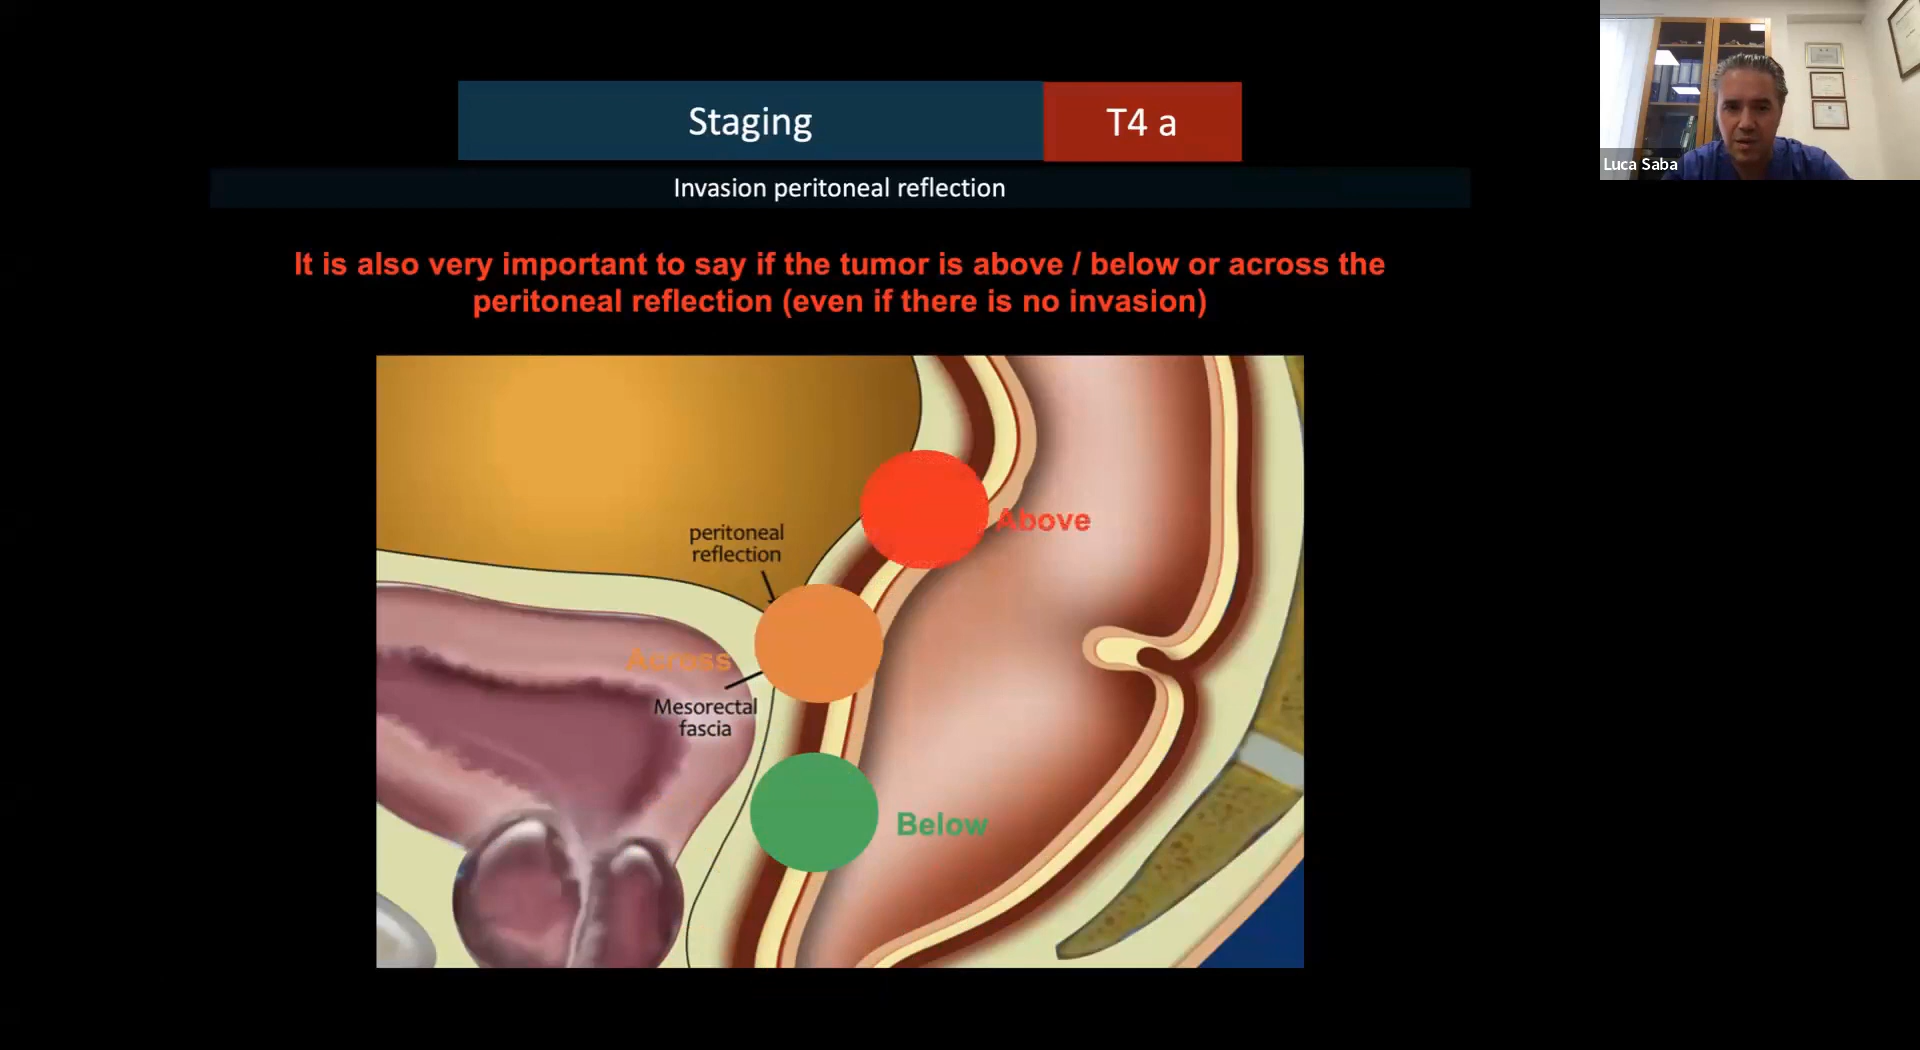 Staging
T4 a
Luca Saba
Invasion peritoneal reflection
It is also very important to say if the tumor is above / below or across the
peritoneal reflection (even if there is no invasion)
peritoneal
reflection
Above
Across
Mesorectal
fascia
Below